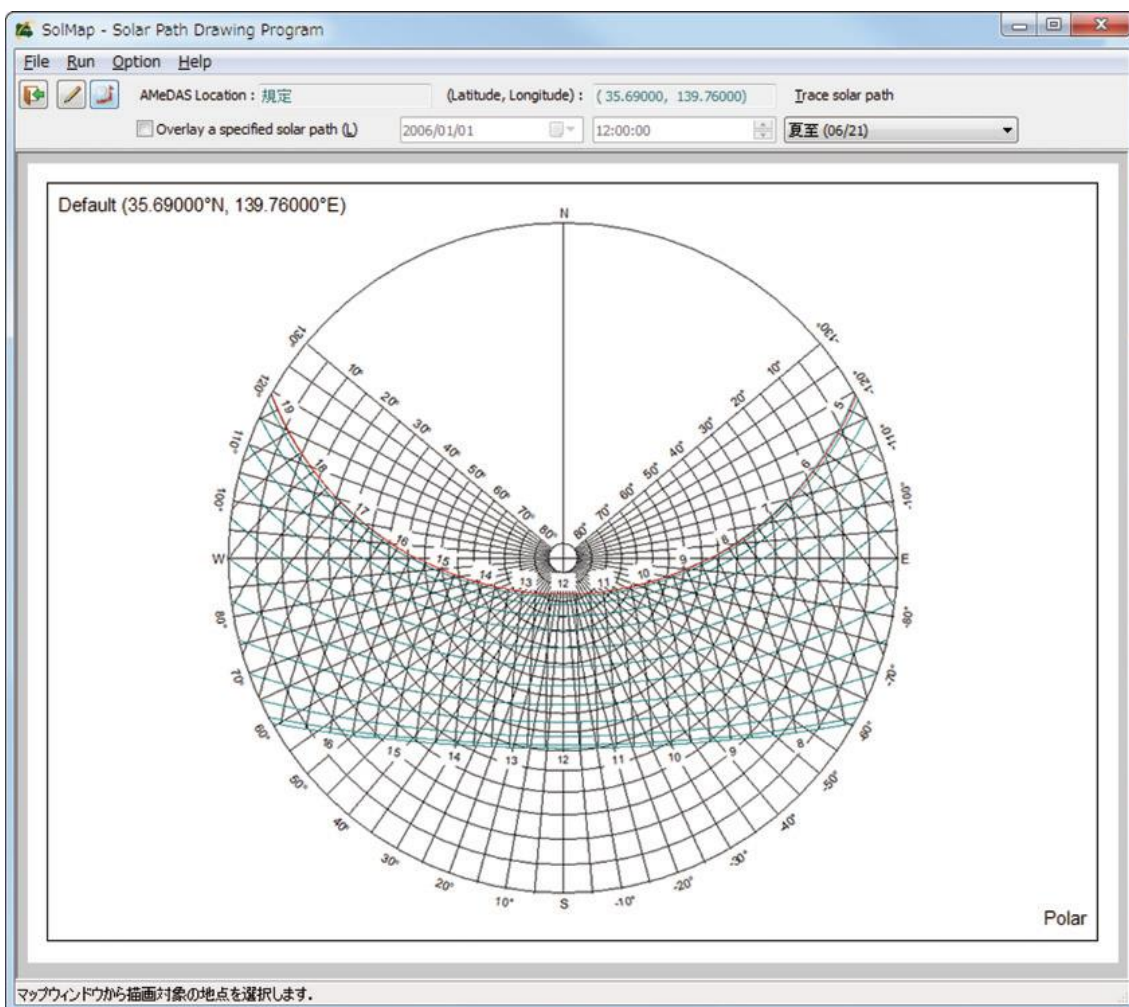 SolMap - Solar Path Drawing Program
File Run Option Help
AMeDAS Location : 規定 (Latitude, Longitude) : ( 35.69000, 139.76000) Trace solar path
Overlay a specified solar path (L) 2006/01/01 12:00:00 夏至 (06/21)
Default (35.69000°N, 139.76000°E)
N
130° -130°
10° 10°
120° -120°
20° 20°
19 5
30° 30°
110° -110°
40° 40°
18 6
50° 50°
60° 60°
100° -100°
17 7
70° 70°
80° 80°
16 8
W 15 9 E
14 13 12 11 10
80° -80°
70° -70°
60° -60°
16 15 14 13 12 11 10 9 8
50° -50°
40° -40°
30° -30°
20° -20°
10° S -10°
Polar
マップウィンドウから描画対象の地点を選択します.